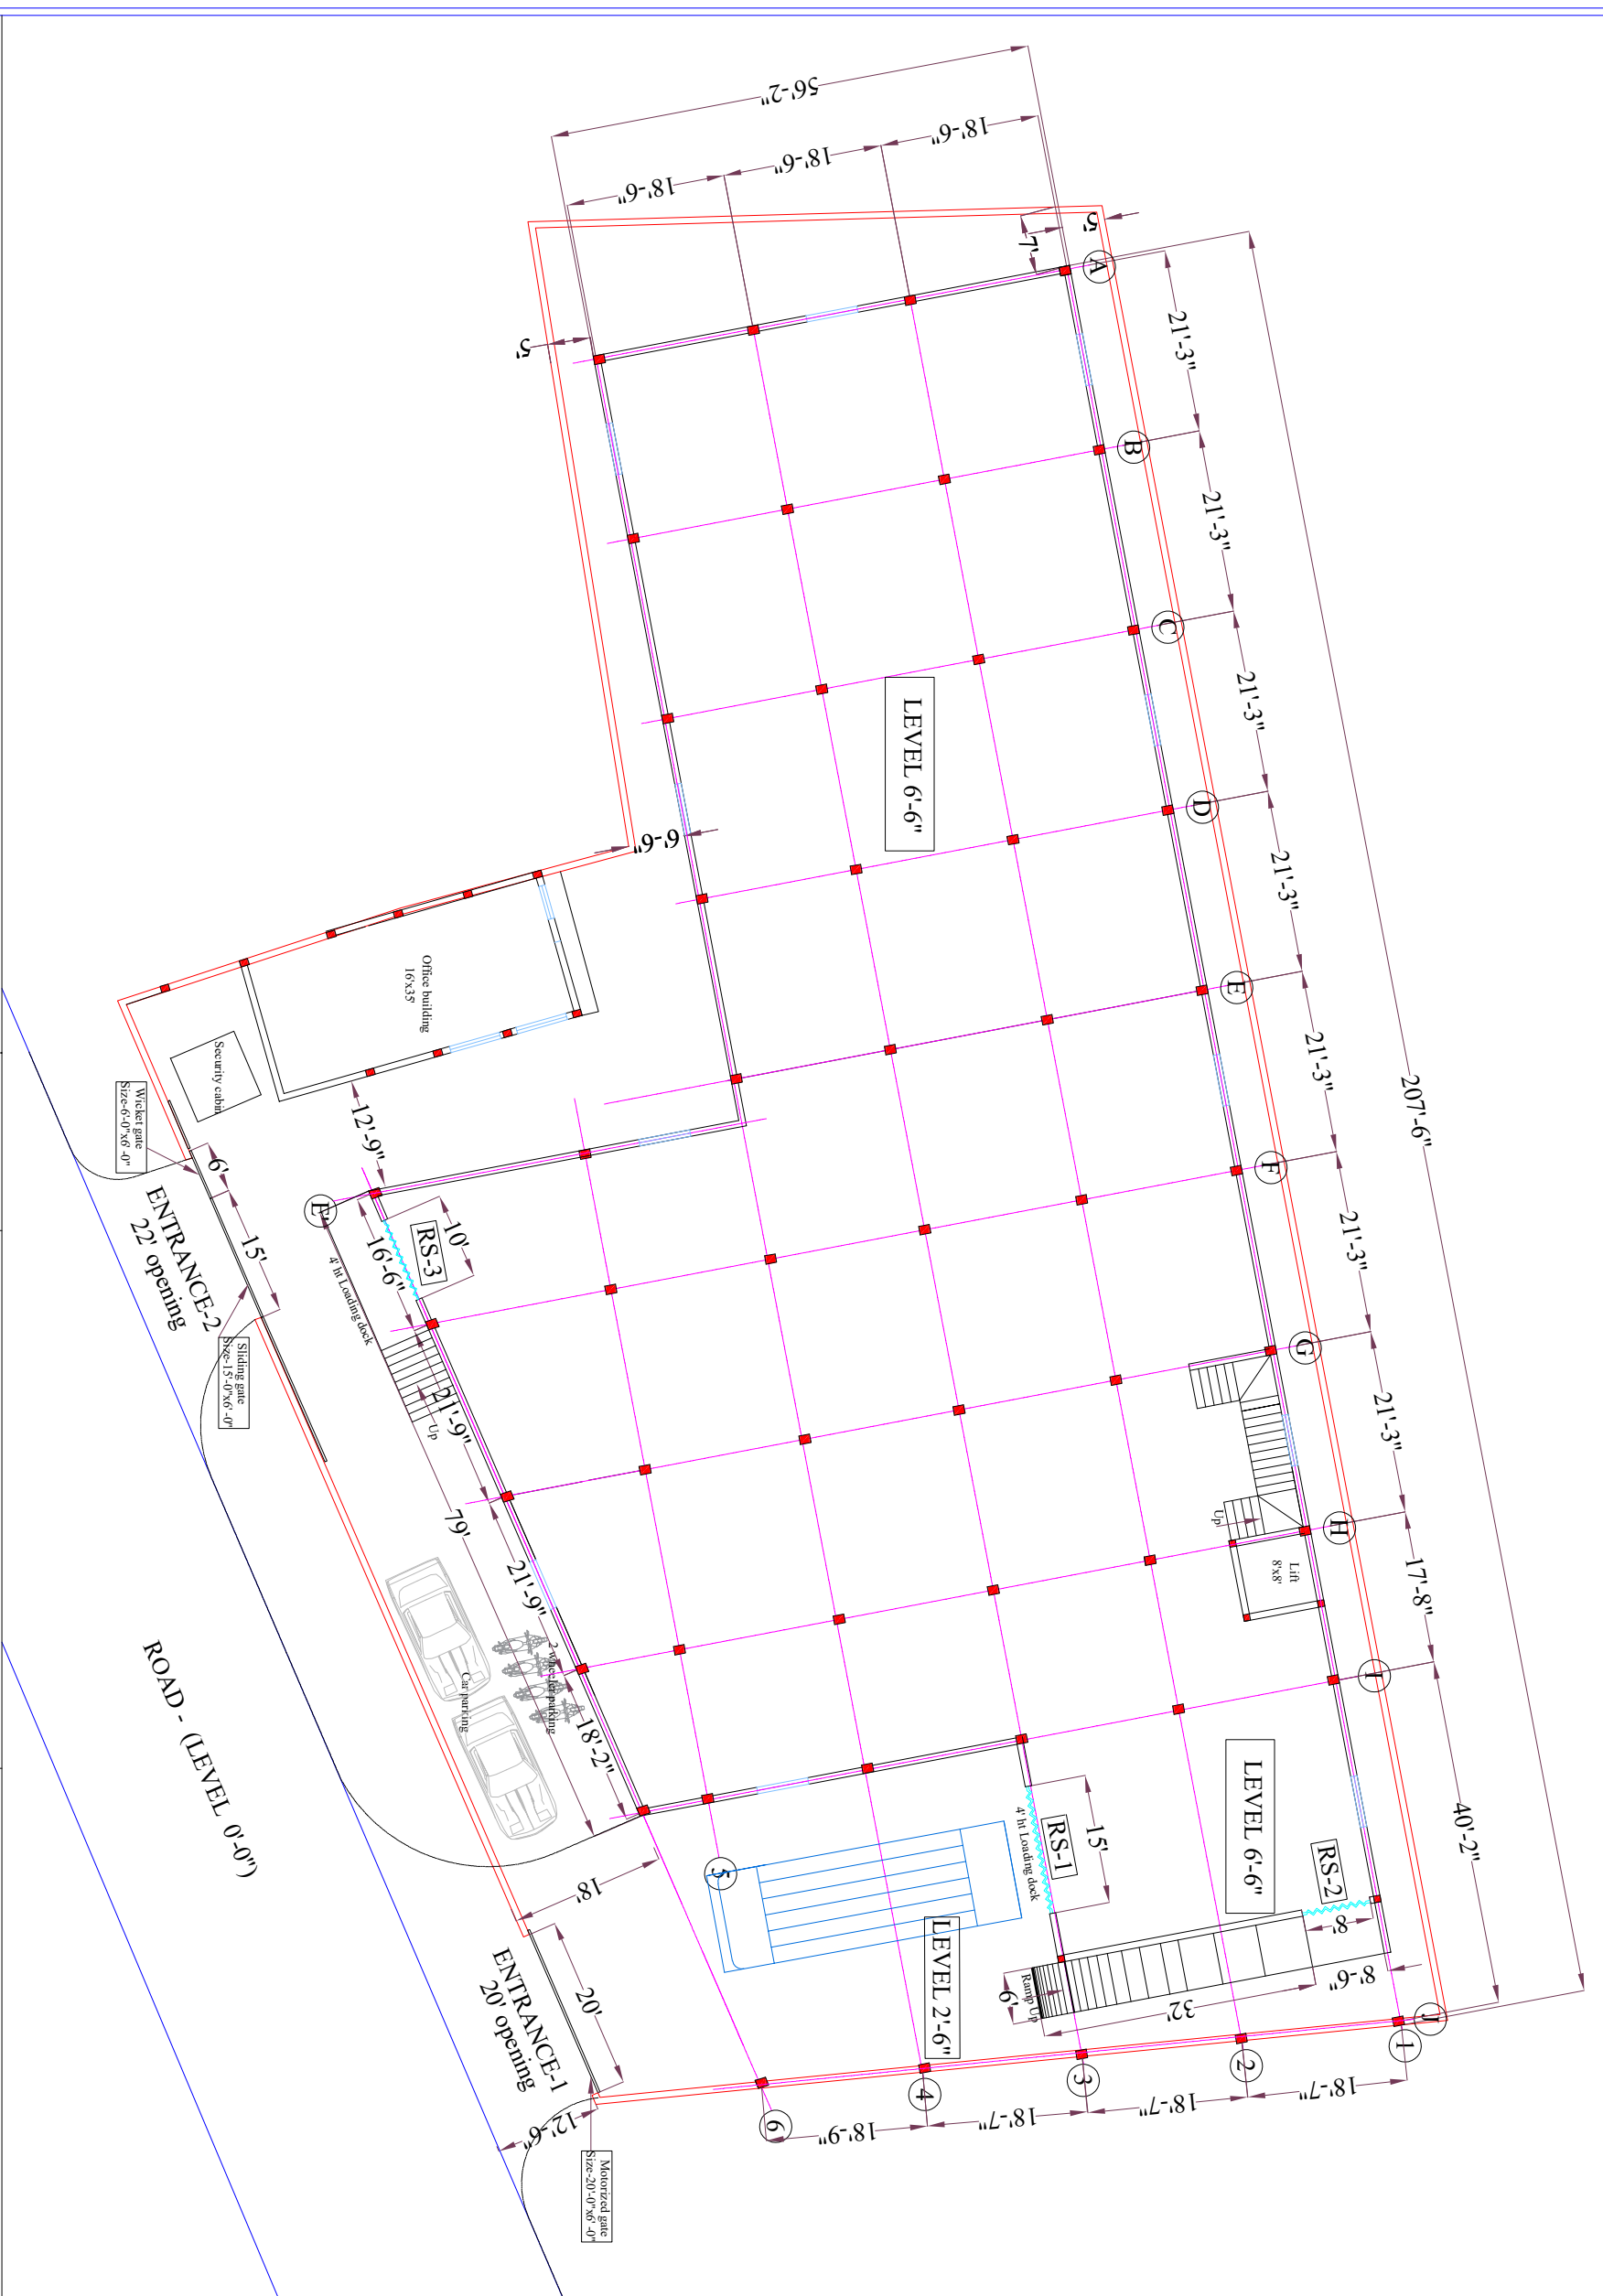 56'-2"
18'-6"
18'-6"
18'-6"
5'
7'
A
21'-3"
5'
B
21'-3"
C
21'-3"
LEVEL 6'-6"
D
21'-3"
6'-6"
E
21'-3"
207'-6"
Office building
16'x35'
Security cabin
Wicket gate
Size-6'-0"x6'-0"
12'-9"
6'
15'
ENTRANCE-2
22' opening
Sliding gate
Size-15'-0"x6'-0"
E'
10'
RS-3
16'-6"
4' ht Loading dock
F
21'-3"
G
21'-3"
Up
21'-9"
79'
Up
H
Lift
8'x8'
17'-8"
21'-9"
2 wheeler parking
Car parking
18'-2"
I
40'-2"
ROAD - (LEVEL 0'-0")
LEVEL 6'-6"
RS-1
15'
4' ht Loading dock
RS-2
8'
8'-6"
5
18'
LEVEL 2'-6"
Ramp Up
6'
32'
J
1
2
3
4
6
20'
ENTRANCE-1
20' opening
12'-6"
Motorized gate
Size-20'-0"x6'-0"
18'-9"
18'-7"
18'-7"
18'-7"